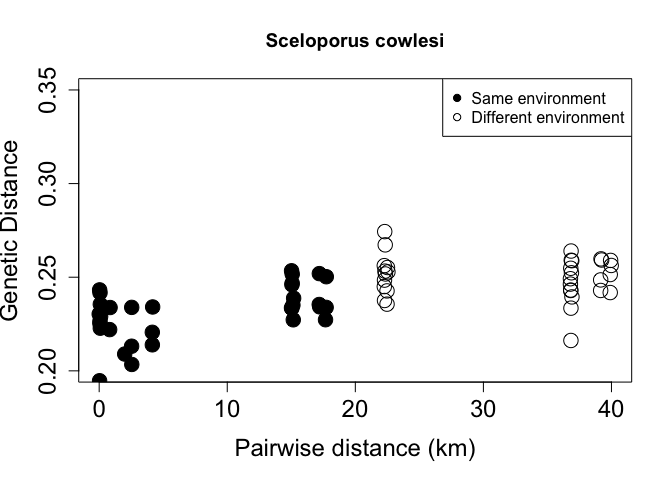 Sceloporus cowlesi
Same environment
Different environment
Genetic Distance
0.35
0.30
0.25
0.20
0 10 20 30 40
Pairwise distance (km)